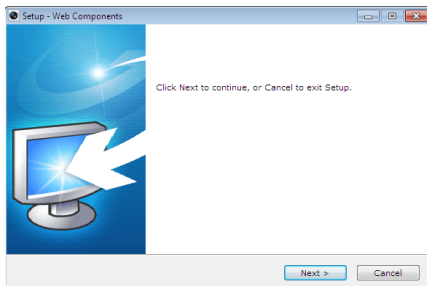 Setup - Web Components
Click Next to continue, or Cancel to exit Setup.
Next >
Cancel